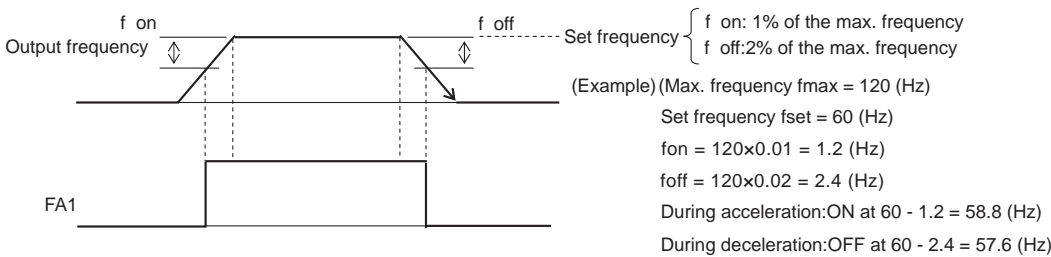 f on
Output frequency
f off
Set frequency
f on: 1% of the max. frequency
f off:2% of the max. frequency
(Example) (Max. frequency fmax = 120 (Hz)
Set frequency fset = 60 (Hz)
fon = 120×0.01 = 1.2 (Hz)
foff = 120×0.02 = 2.4 (Hz)
FA1
During acceleration:ON at 60 - 1.2 = 58.8 (Hz)
During deceleration:OFF at 60 - 2.4 = 57.6 (Hz)